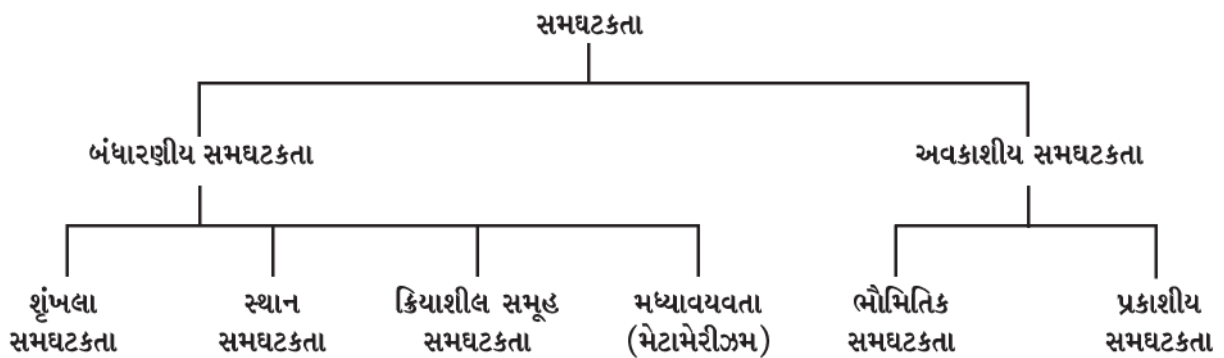 સમઘટકતા
બંધારણીય સમઘટકતા
અવકાશીય સમઘટકતા
શૃંખલા
સમઘટકતા
સ્થાન
સમઘટકતા
ક્રિયાશીલ સમૂહ
સમઘટકતા
મધ્યાવયવતા
(મેટામેરીઝમ)
ભૌમિતિક
સમઘટકતા
પ્રકાશીય
સમઘટકતા